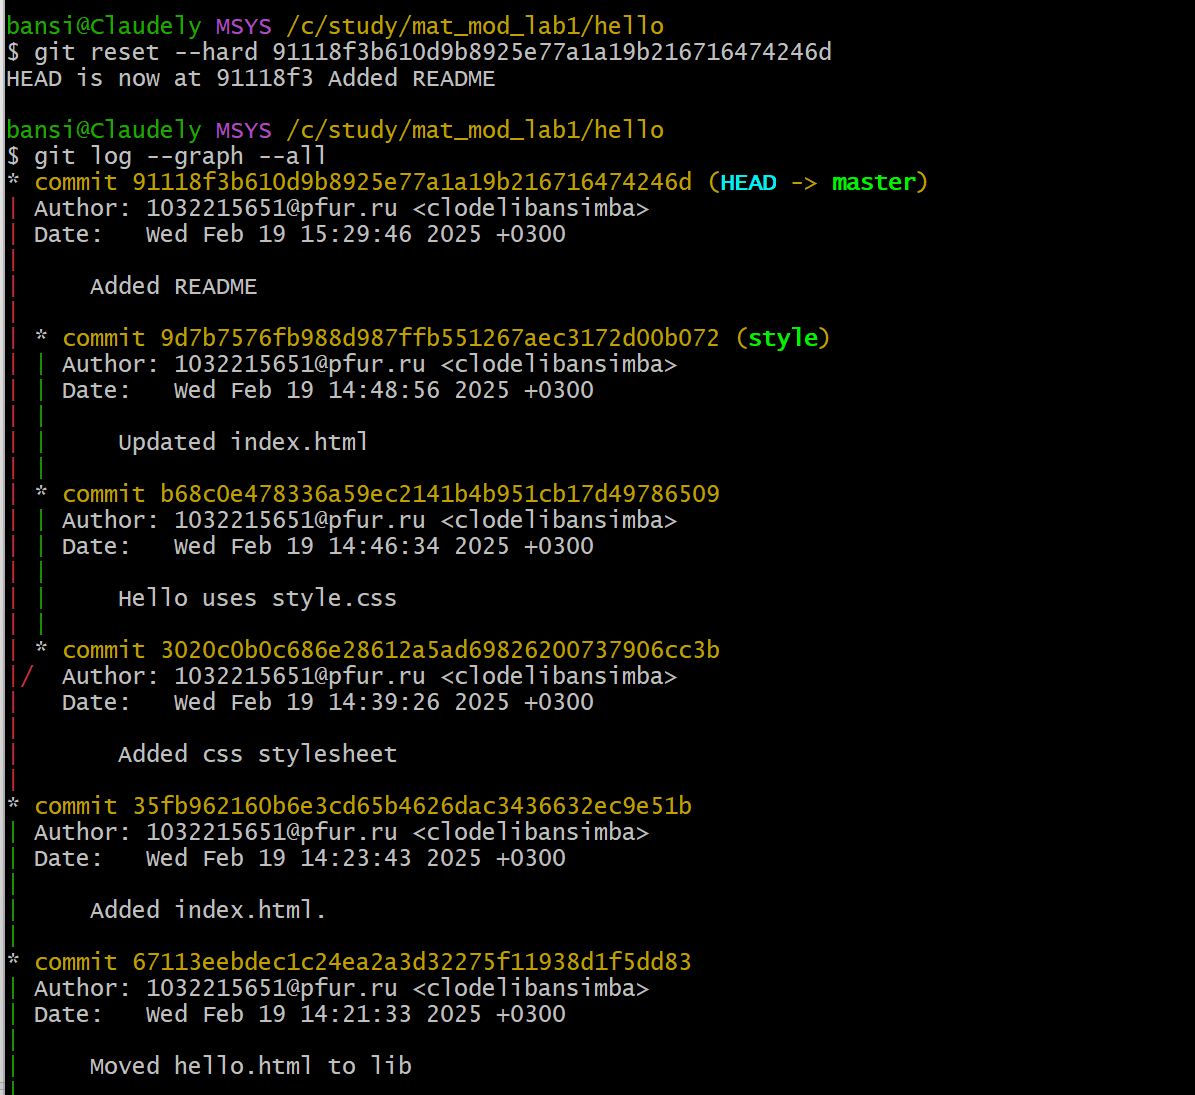 bansi@Claudely MSYS /c/study/mat_mod_lab1/hello
$ git reset --hard 91118f3b610d9b8925e77a1a19b216716474246d
HEAD is now at 91118f3 Added README

bansi@Claudely MSYS /c/study/mat_mod_lab1/hello
$ git log --graph --all
* commit 91118f3b610d9b8925e77a1a19b216716474246d (HEAD -> master)
| Author: 1032215651@pfur.ru <clodelibansimba>
| Date:   Wed Feb 19 15:29:46 2025 +0300
|
|     Added README
|
| * commit 9d7b7576fb988d987ffb551267aec3172d00b072 (style)
| | Author: 1032215651@pfur.ru <clodelibansimba>
| | Date:   Wed Feb 19 14:48:56 2025 +0300
| |
| |     Updated index.html
| |
| * commit b68c0e478336a59ec2141b4b951cb17d49786509
| | Author: 1032215651@pfur.ru <clodelibansimba>
| | Date:   Wed Feb 19 14:46:34 2025 +0300
| |
| |     Hello uses style.css
| |
| * commit 3020c0b0c686e28612a5ad69826200737906cc3b
|/  Author: 1032215651@pfur.ru <clodelibansimba>
|   Date:   Wed Feb 19 14:39:26 2025 +0300
|
|       Added css stylesheet
|
* commit 35fb962160b6e3cd65b4626dac3436632ec9e51b
| Author: 1032215651@pfur.ru <clodelibansimba>
| Date:   Wed Feb 19 14:23:43 2025 +0300
|
|     Added index.html.
|
* commit 67113eebdec1c24ea2a3d32275f11938d1f5dd83
| Author: 1032215651@pfur.ru <clodelibansimba>
| Date:   Wed Feb 19 14:21:33 2025 +0300
|
|     Moved hello.html to lib
|